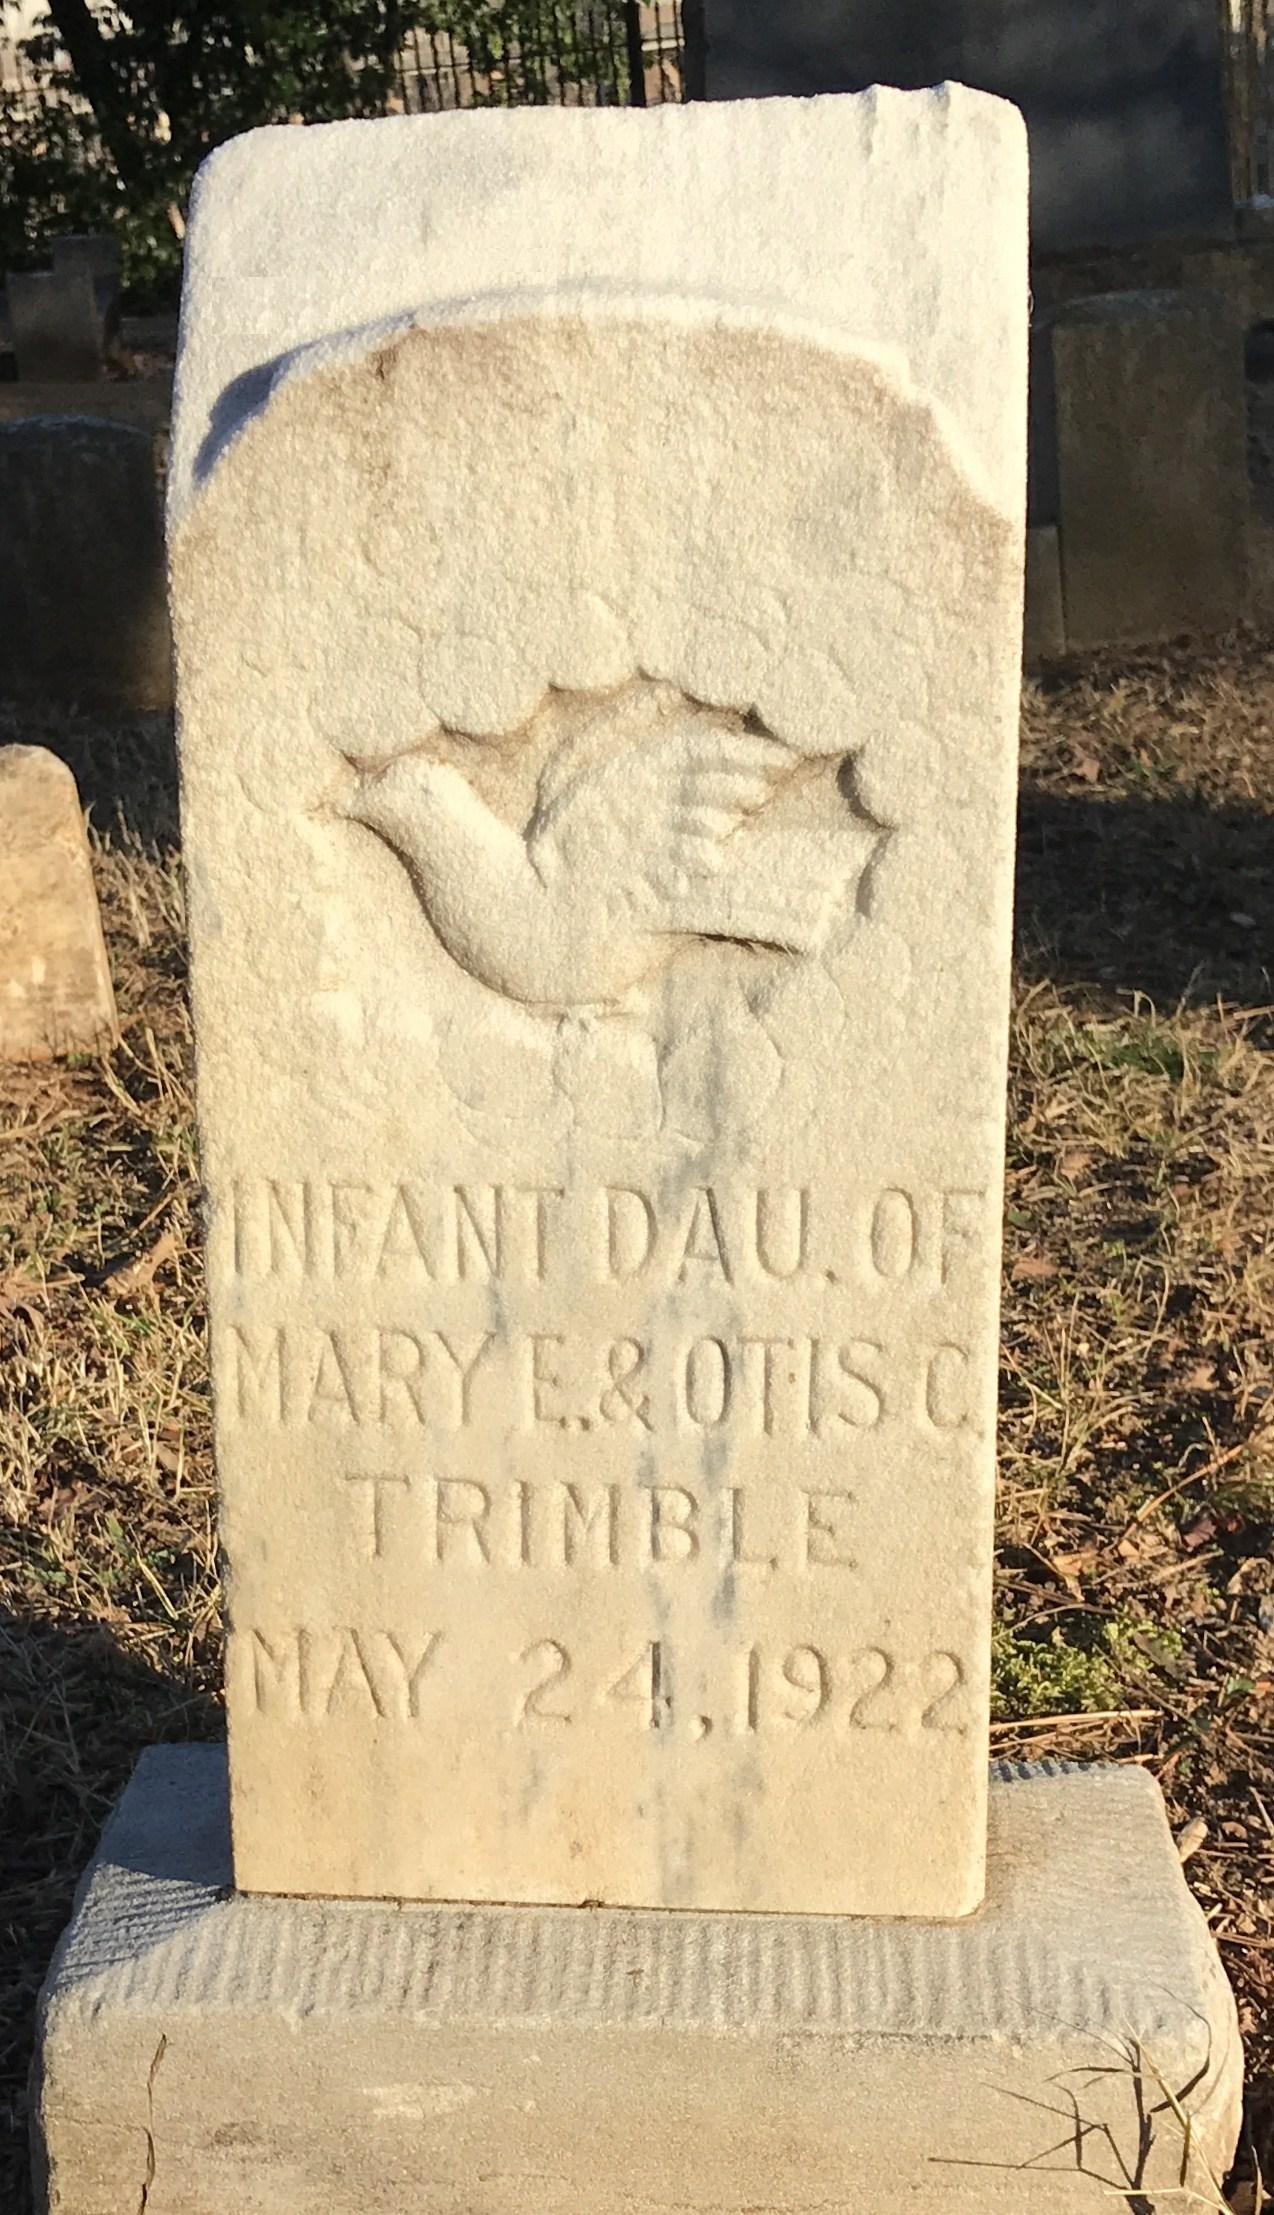 INFANT DAU. OF
MARY E. & OTIS C.
TRIMBLE
MAY 24, 1922